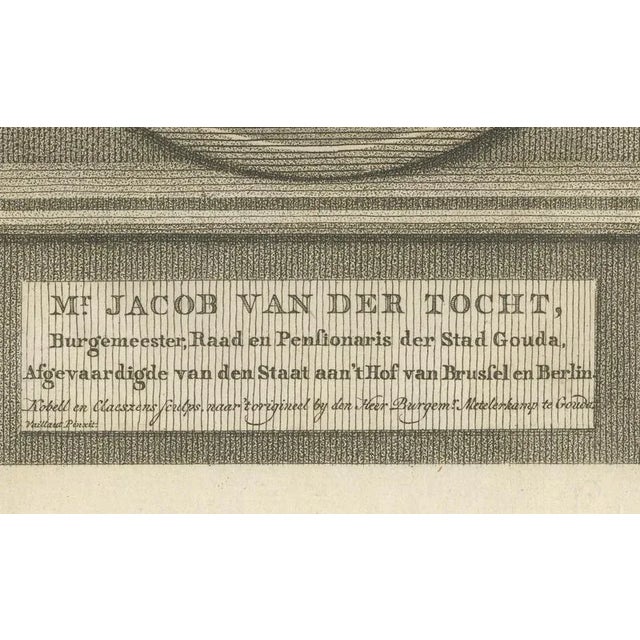 Mr. JACOB VAN DER TOCHT,
Burgemeester, Raad en Penſionaris der Stad Gouda,
Afgevaardigde van den Staat aan't Hof van Bruſsel en Berlin.
Kobell en Claeszens ſculps. naar 't origineel by den Heer Burgemr. Metelerkamp te Gouda.
Vaillant Pinxit: